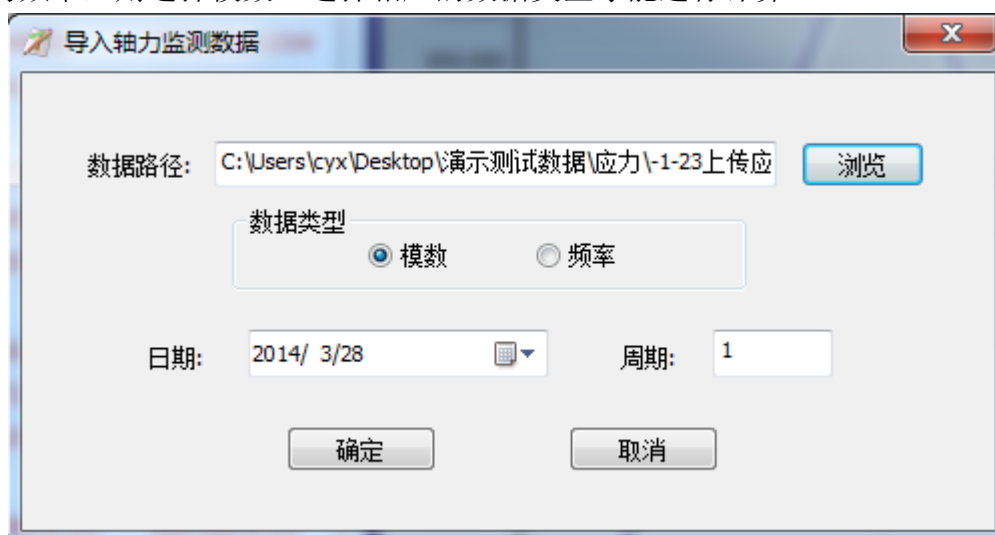 导入轴力监测数据
数据路径: C:\Users\cyx\Desktop\演示测试数据\应力\-1-23上传应 浏览
数据类型
模数 频率
日期: 2014/ 3/28 周期: 1
确定 取消